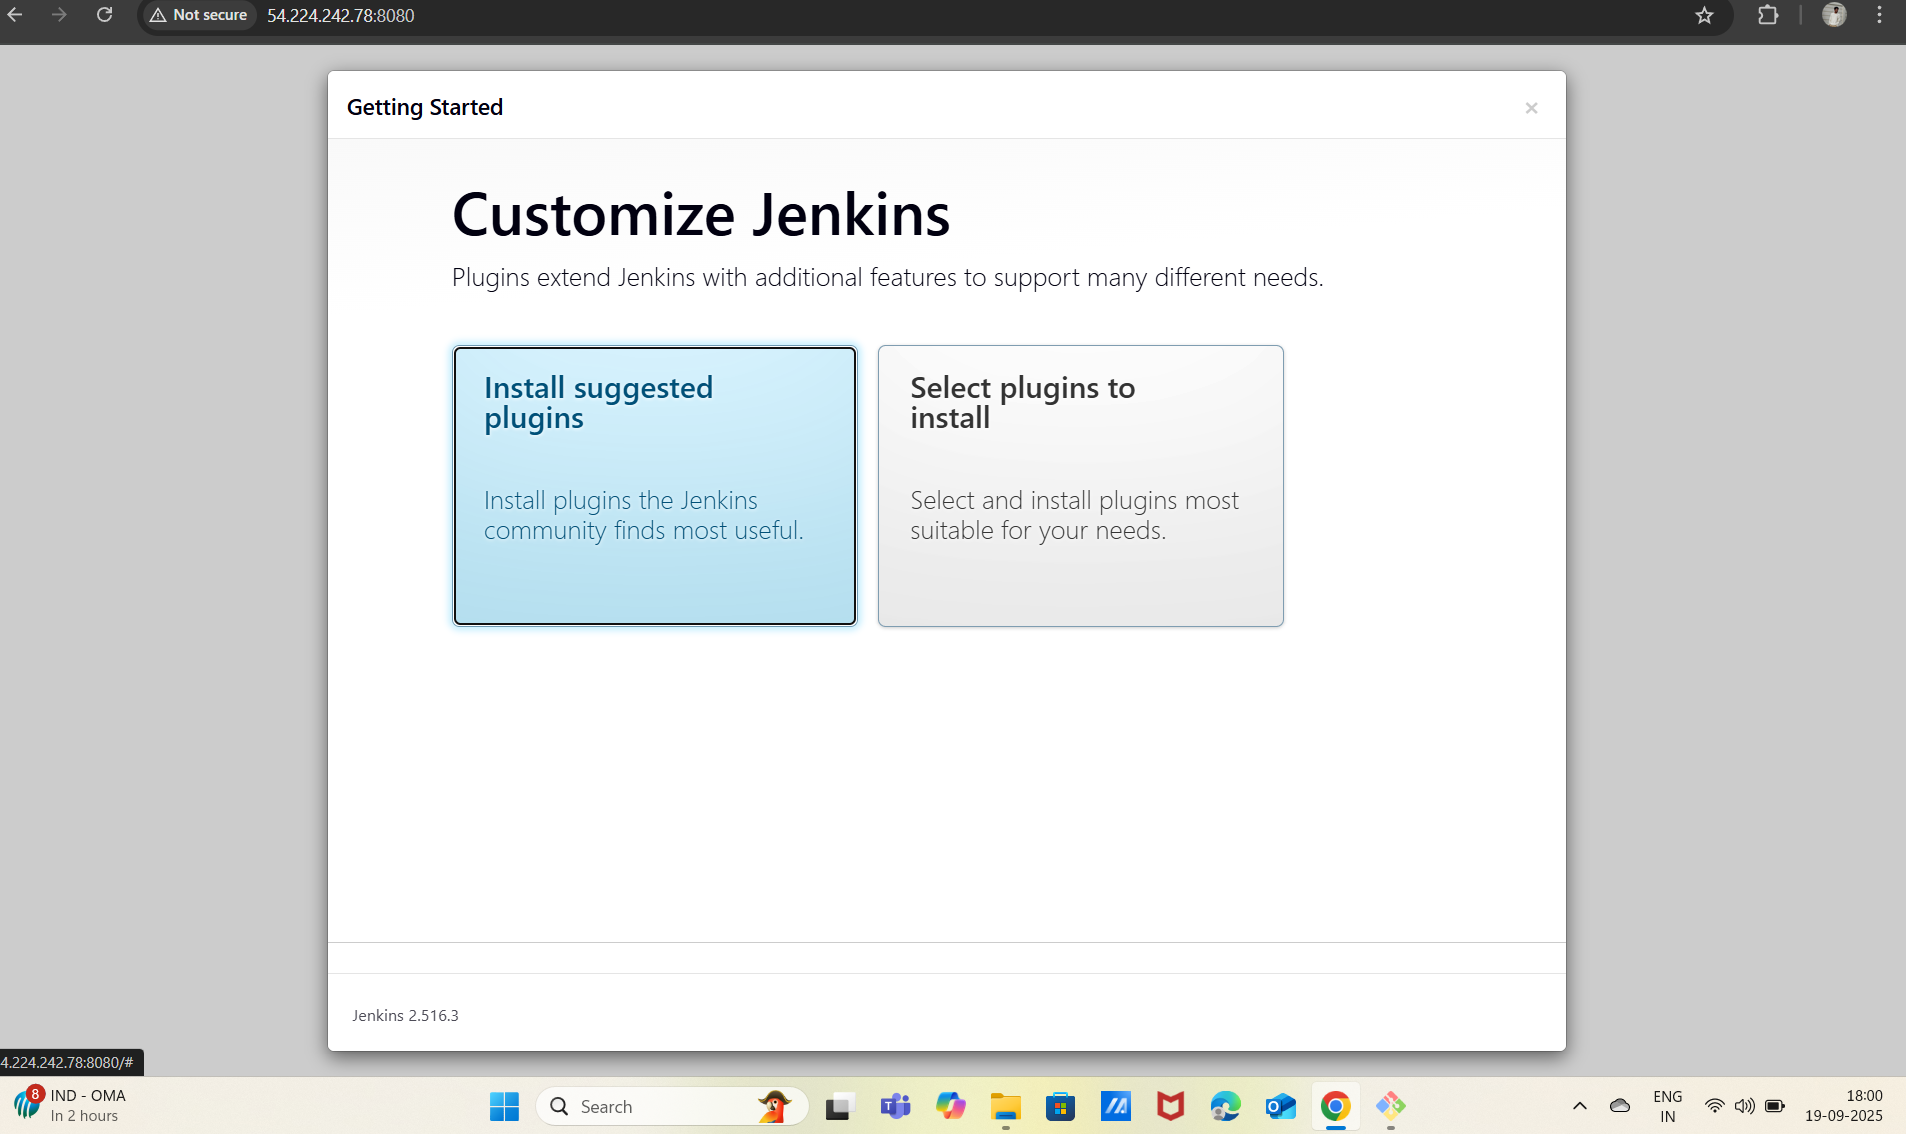 Not secure
54.224.242.78:8080
Getting Started
×
Customize Jenkins
Plugins extend Jenkins with additional features to support many different needs.
Install suggested
plugins
Install plugins the Jenkins
community finds most useful.
Select plugins to
install
Select and install plugins most
suitable for your needs.
Jenkins 2.516.3
4.224.242.78:8080/#
8
IND - OMA
In 2 hours
Search
ENG
IN
18:00
19-09-2025